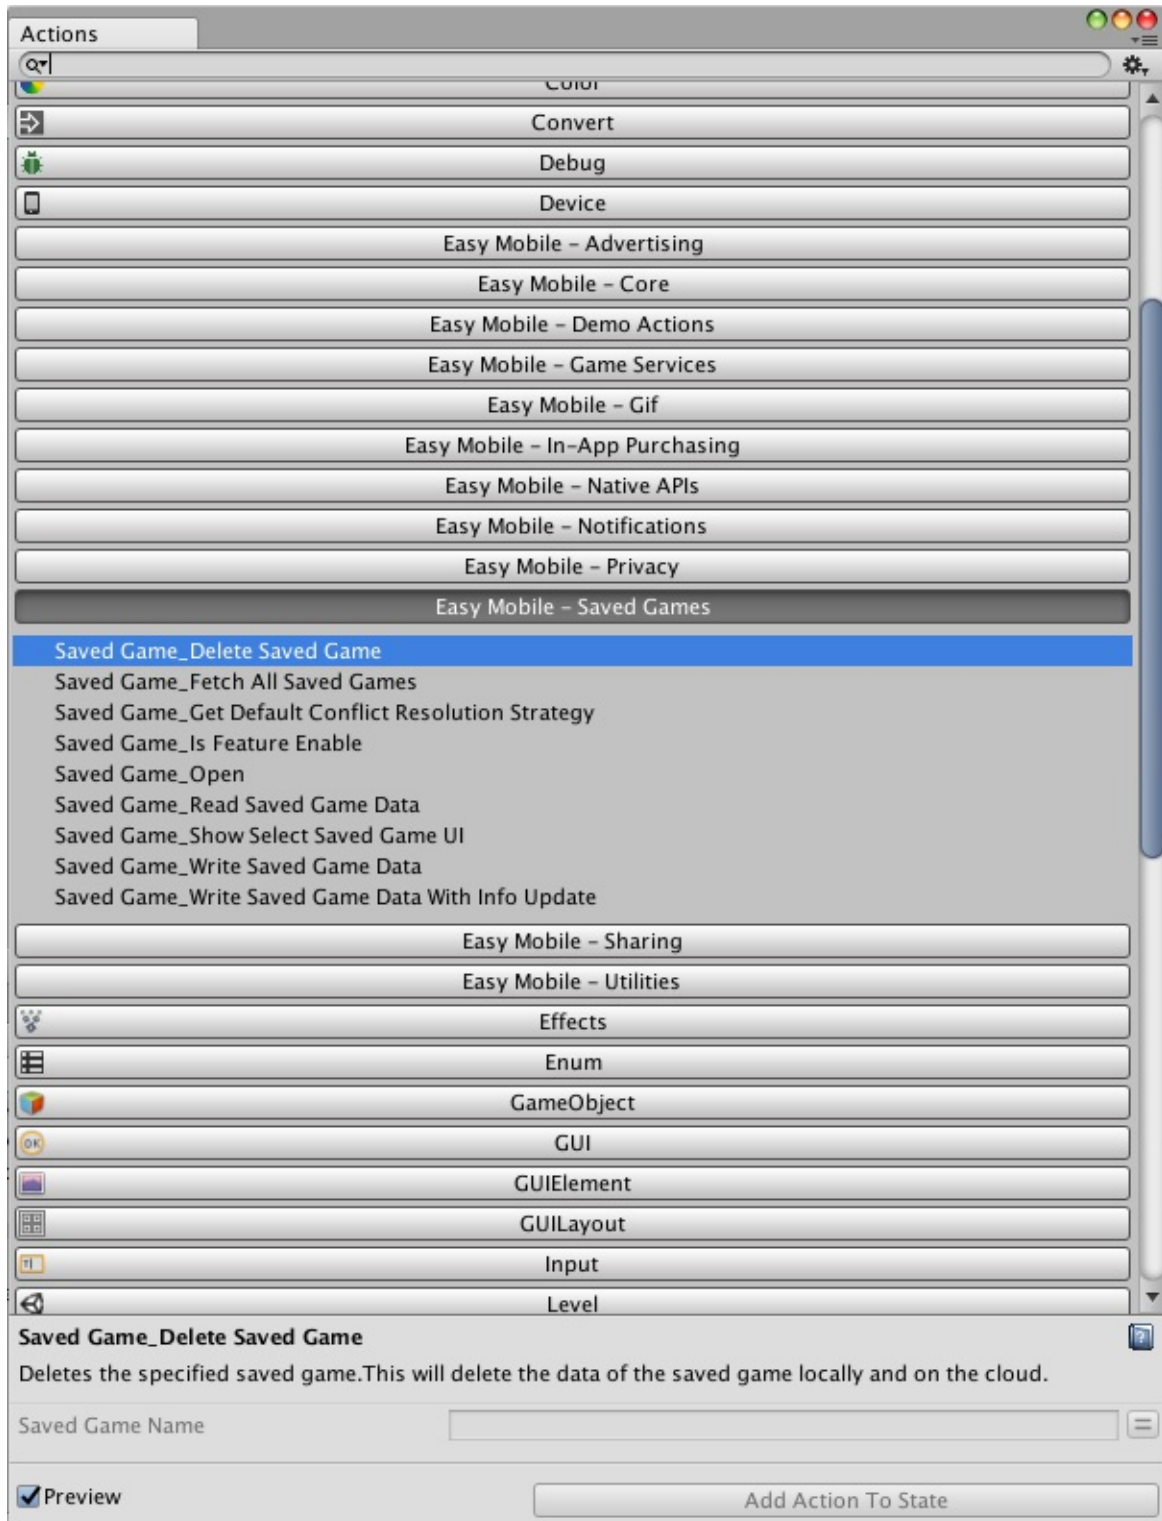 Actions
Color
Convert
Debug
Device
Easy Mobile – Advertising
Easy Mobile – Core
Easy Mobile – Demo Actions
Easy Mobile – Game Services
Easy Mobile – Gif
Easy Mobile – In-App Purchasing
Easy Mobile – Native APIs
Easy Mobile – Notifications
Easy Mobile – Privacy
Easy Mobile – Saved Games
Saved Game_Delete Saved Game
Saved Game_Fetch All Saved Games
Saved Game_Get Default Conflict Resolution Strategy
Saved Game_Is Feature Enable
Saved Game_Open
Saved Game_Read Saved Game Data
Saved Game_Show Select Saved Game UI
Saved Game_Write Saved Game Data
Saved Game_Write Saved Game Data With Info Update
Easy Mobile – Sharing
Easy Mobile – Utilities
Effects
Enum
GameObject
OK GUI
GUIElement
GUILayout
Input
Level
Saved Game_Delete Saved Game
Deletes the specified saved game.This will delete the data of the saved game locally and on the cloud.
Saved Game Name
Preview
Add Action To State